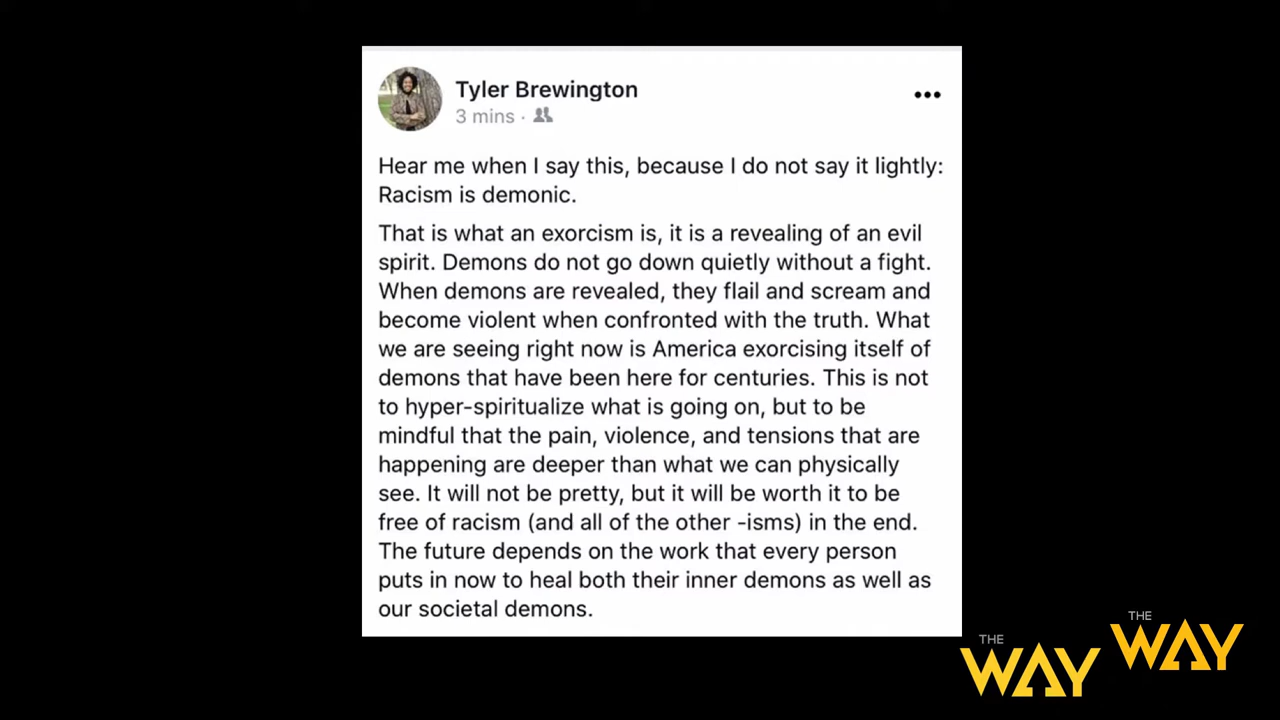 Tyler Brewington
3 mins ·
Hear me when I say this, because I do not say it lightly:
Racism is demonic.
That is what an exorcism is, it is a revealing of an evil
spirit. Demons do not go down quietly without a fight.
When demons are revealed, they flail and scream and
become violent when confronted with the truth. What
we are seeing right now is America exorcising itself of
demons that have been here for centuries. This is not
to hyper-spiritualize what is going on, but to be
mindful that the pain, violence, and tensions that are
happening are deeper than what we can physically
see. It will not be pretty, but it will be worth it to be
free of racism (and all of the other -isms) in the end.
The future depends on the work that every person
puts in now to heal both their inner demons as well as
our societal demons.
THE
WAY
THE
WAY